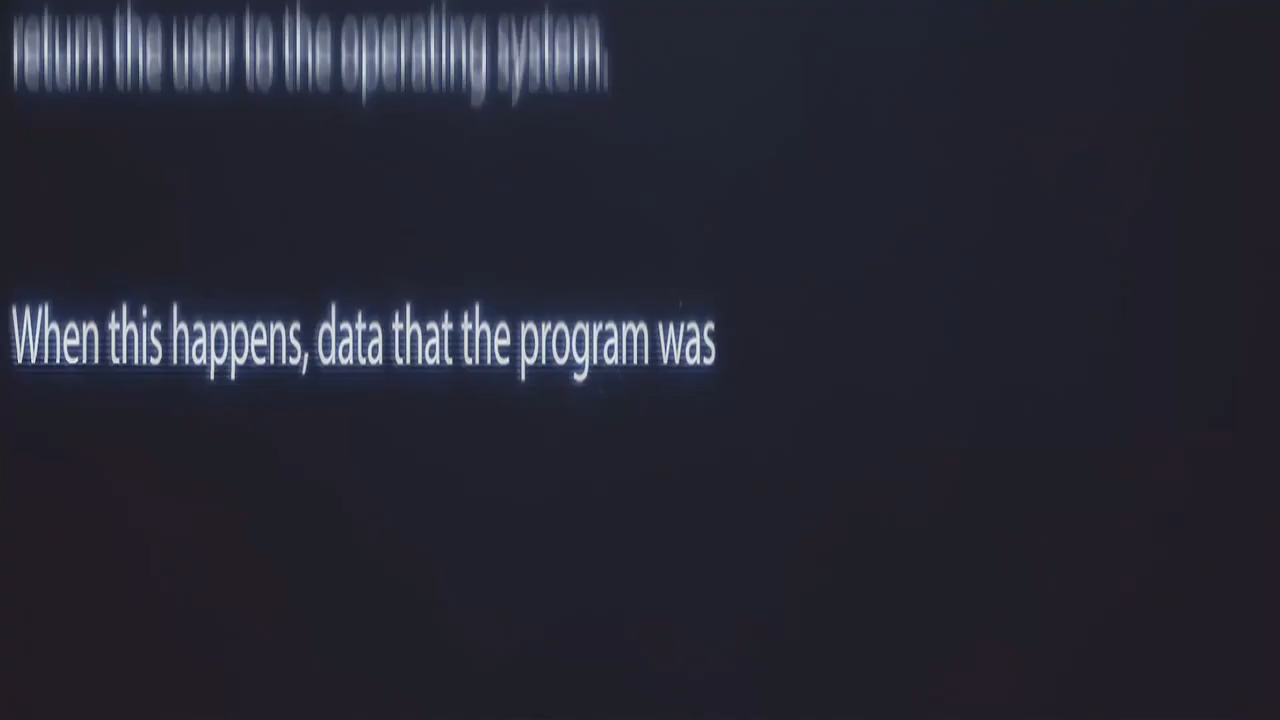 return the user to the operating system.
When this happens, data that the program was